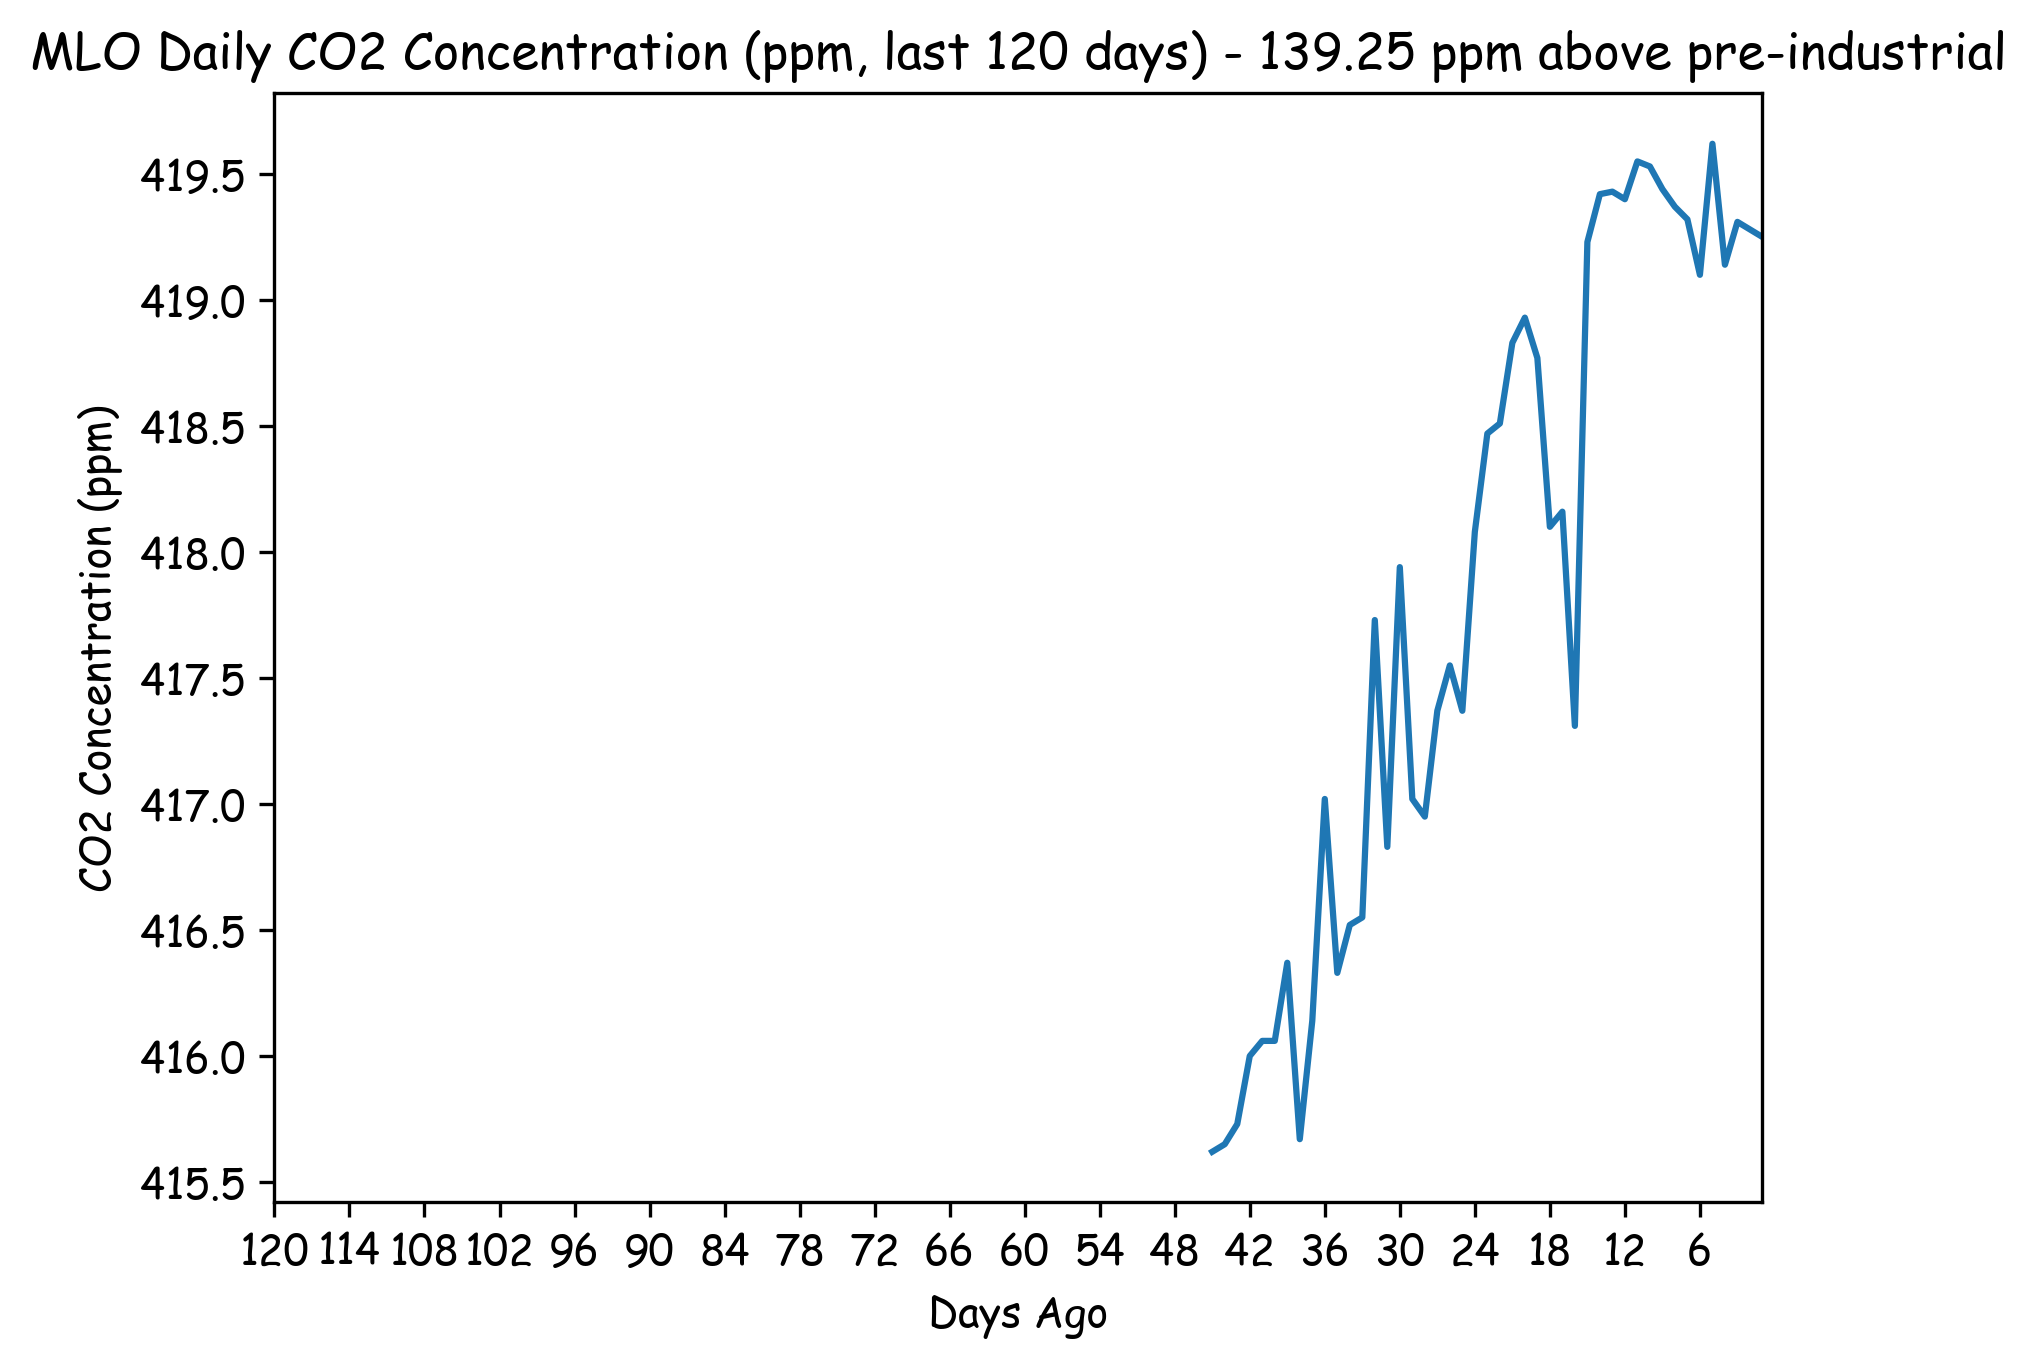 MLO Daily CO2 Concentration (ppm, last 120 days) - 139.25 ppm above pre-industrial
CO2 Concentration (ppm)
419.5
419.0
418.5
418.0
417.5
417.0
416.5
416.0
415.5
120 114 108 102 96 90 84 78 72 66 60 54 48 42 36 30 24 18 12 6
Days Ago